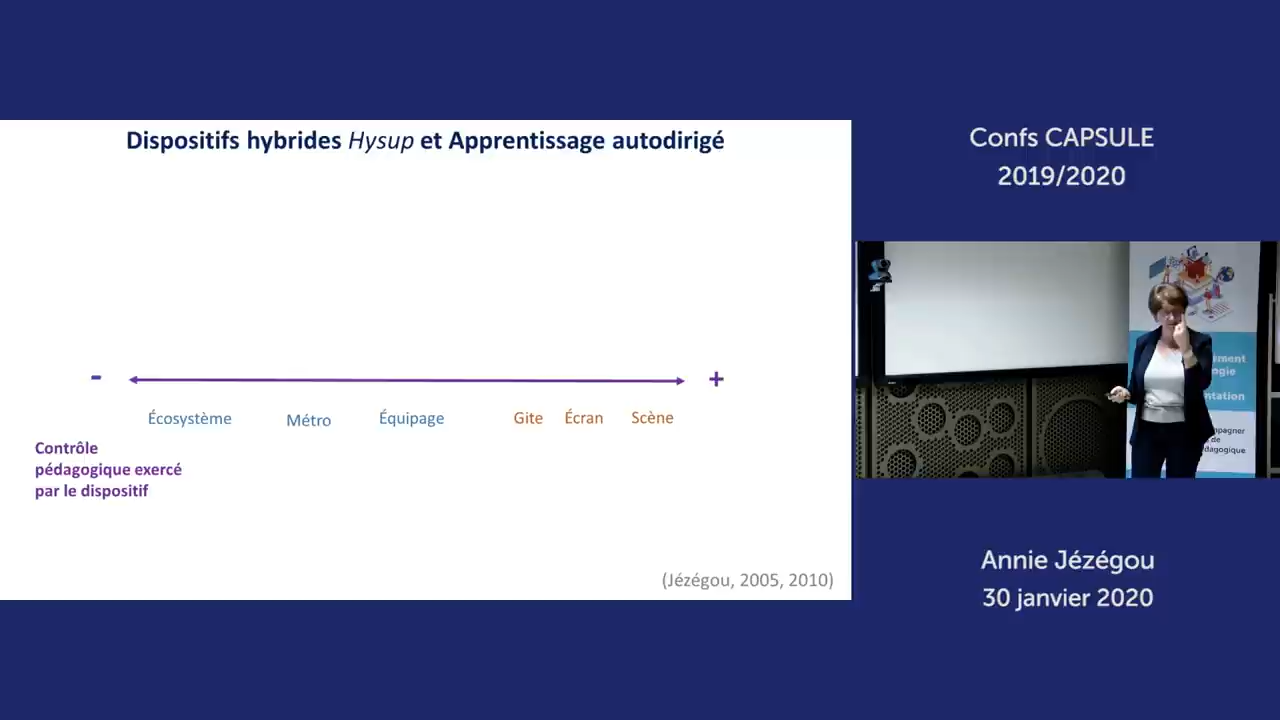 Dispositifs hybrides Hysup et Apprentissage autodirigé
- +
Écosystème Métro Équipage Gite Écran Scène
Contrôle
pédagogique exercé
par le dispositif
(Jézégou, 2005, 2010)
Confs CAPSULE
2019/2020
Annie Jézégou
30 janvier 2020